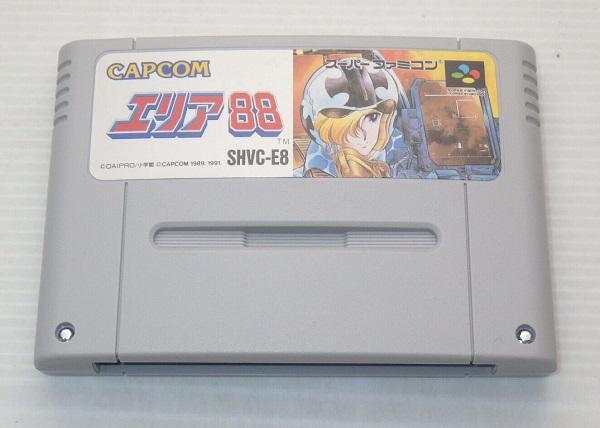 CAPCOM
スーパーファミコン
エリア88
TM
SHVC-E8
©DAIPRO/小学館 ©CAPCOM 1989. 1991.